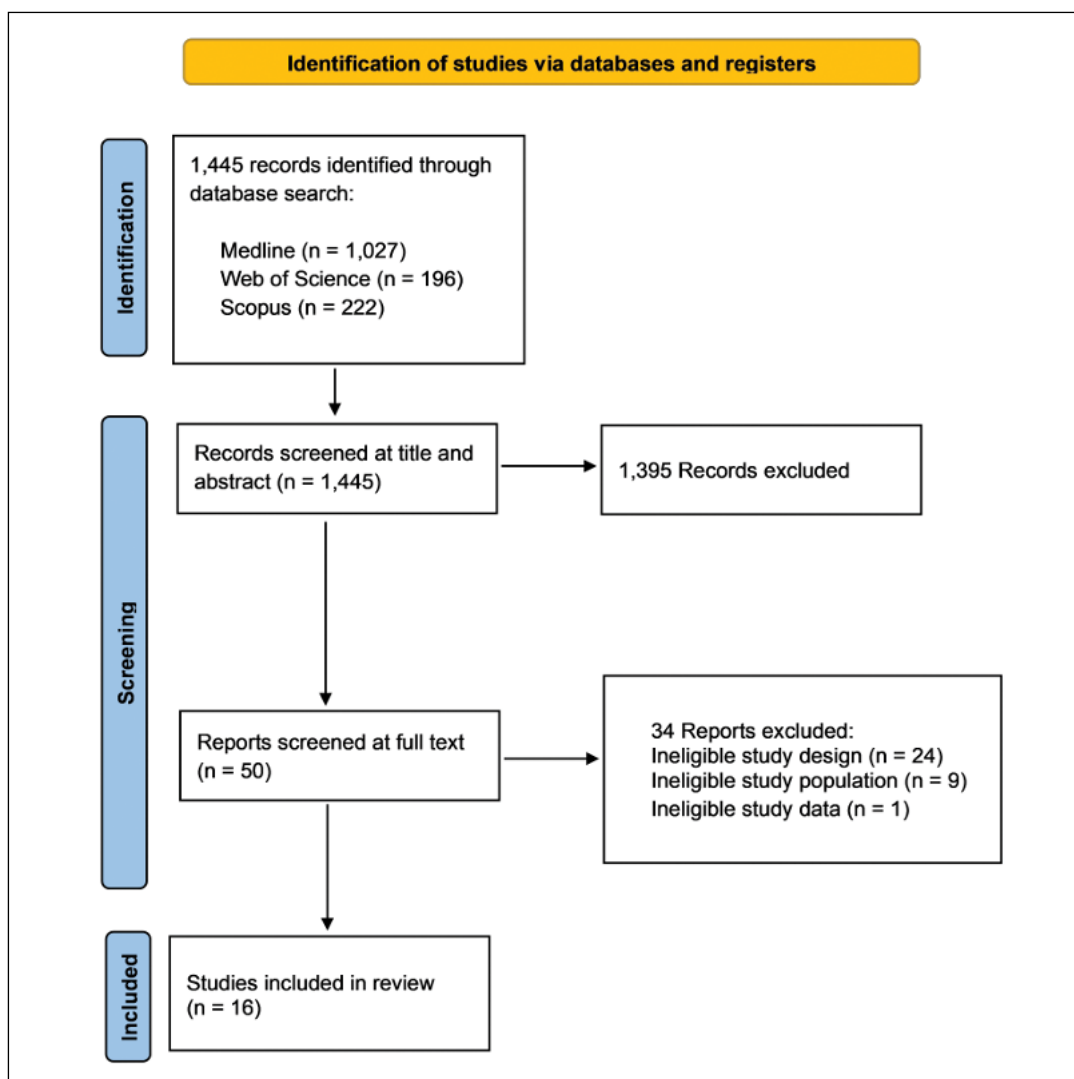 Identification of studies via databases and registers
Identification
1,445 records identified through
database search:
Medline (n = 1,027)
Web of Science (n = 196)
Scopus (n = 222)
Screening
Records screened at title and
abstract (n = 1,445)
1,395 Records excluded
Reports screened at full text
(n = 50)
34 Reports excluded:
Ineligible study design (n = 24)
Ineligible study population (n = 9)
Ineligible study data (n = 1)
Included
Studies included in review
(n = 16)